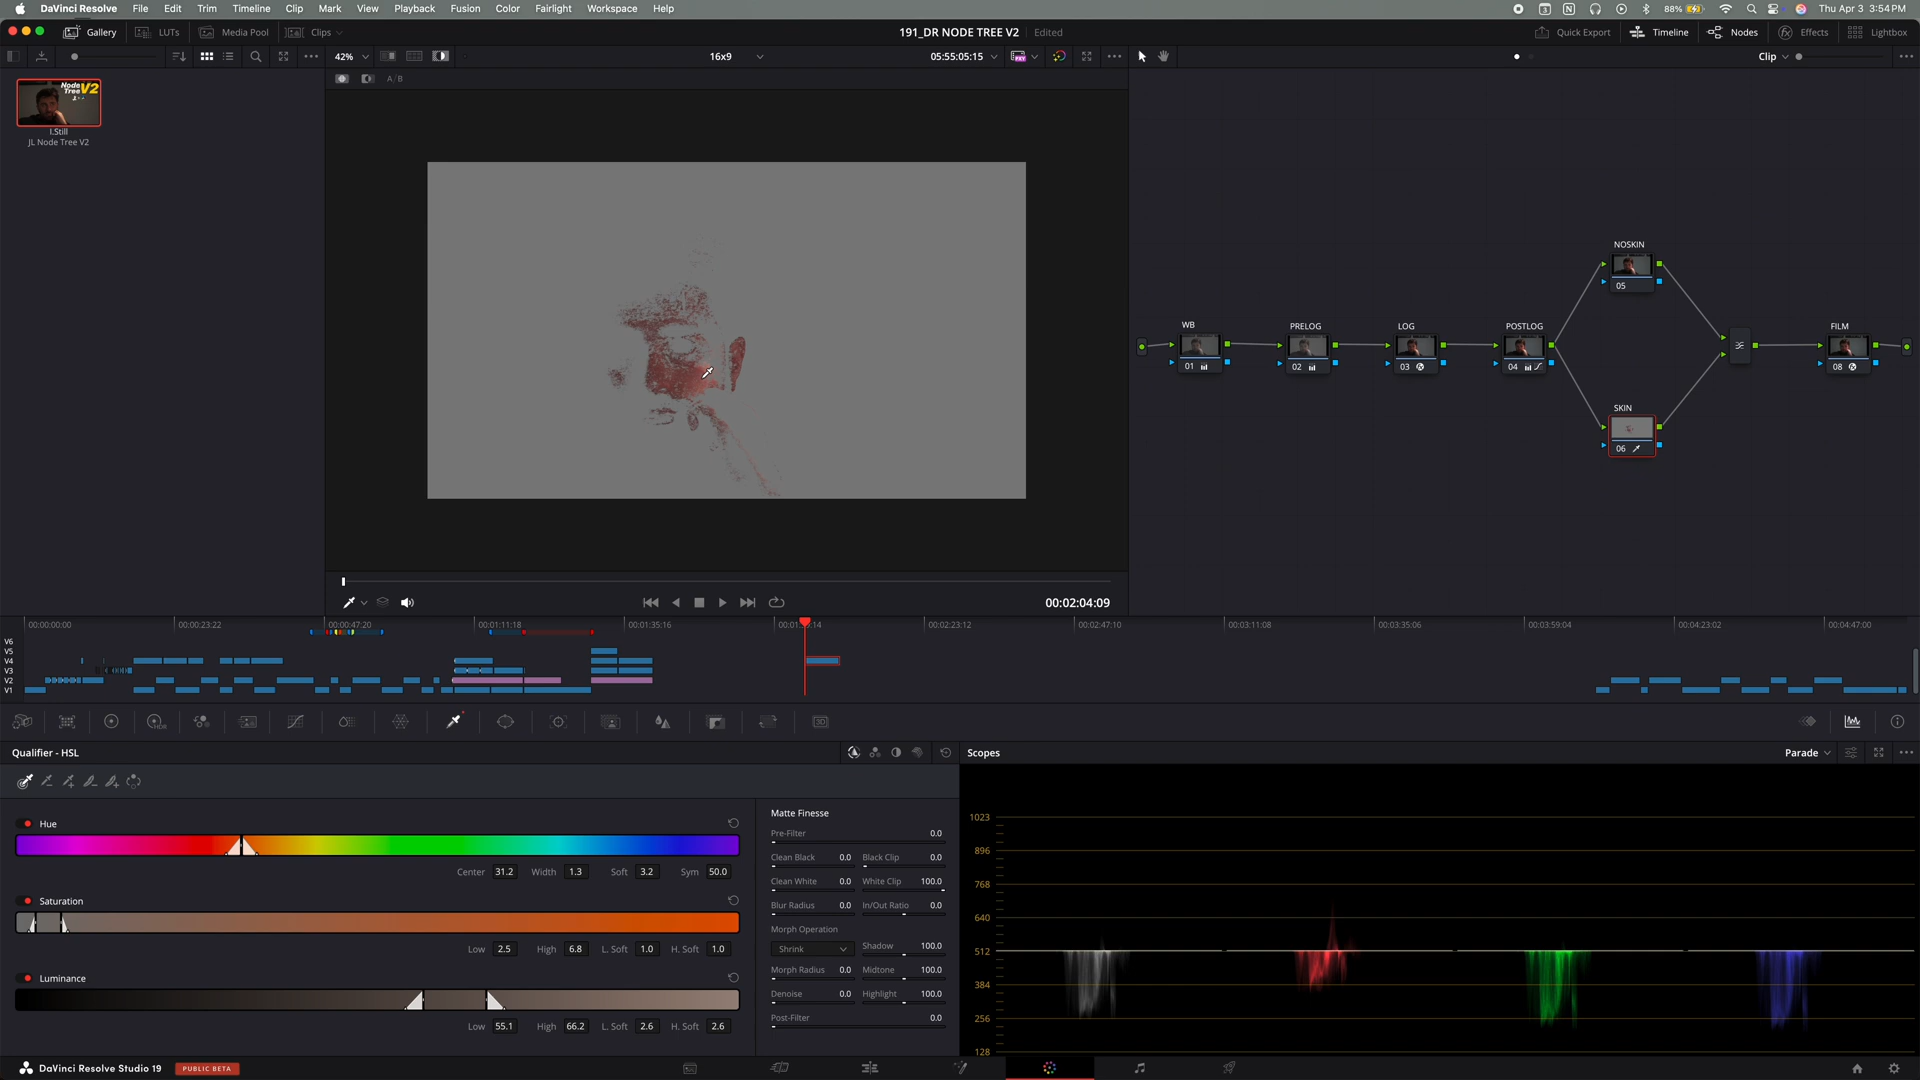 DaVinci Resolve File Edit Trim Timeline Clip Mark View Playback Fusion Color Fairlight Workspace Help 88% Thu Apr 3 3:54 PM
Gallery LUTs Media Pool Clips 191_DR NODE TREE V2 Edited Quick Export Timeline Nodes Effects Lightbox
42% 16x9 05:55:05:15 Clip
A/B
Node
Tree V2
I.Still
JL Node Tree V2
NOSKIN
05
WB PRELOG LOG POSTLOG FILM
01 02 03 04 08
SKIN
06
00:02:04:09
00:00:00:00 00:00:23:22 00:00:47:20 00:01:11:18 00:01:35:16 00:02:23:12 00:02:47:10 00:03:11:08 00:03:35:06 00:03:59:04 00:04:23:02 00:04:47:00
V6
V5
V4
V3
V2
V1
HDR 3D
Qualifier - HSL Scopes Parade
Hue
Center 31.2 Width 1.3 Soft 3.2 Sym 50.0
Saturation
Low 2.5 High 6.8 L. Soft 1.0 H. Soft 1.0
Luminance
Low 55.1 High 66.2 L. Soft 2.6 H. Soft 2.6
Matte Finesse
Pre-Filter 0.0
Clean Black 0.0 Black Clip 0.0
Clean White 0.0 White Clip 100.0
Blur Radius 0.0 In/Out Ratio 0.0
Morph Operation
Shrink Shadow 100.0
Morph Radius 0.0 Midtone 100.0
Denoise 0.0 Highlight 100.0
Post-Filter 0.0
1023
896
768
640
512
384
256
128
DaVinci Resolve Studio 19 PUBLIC BETA